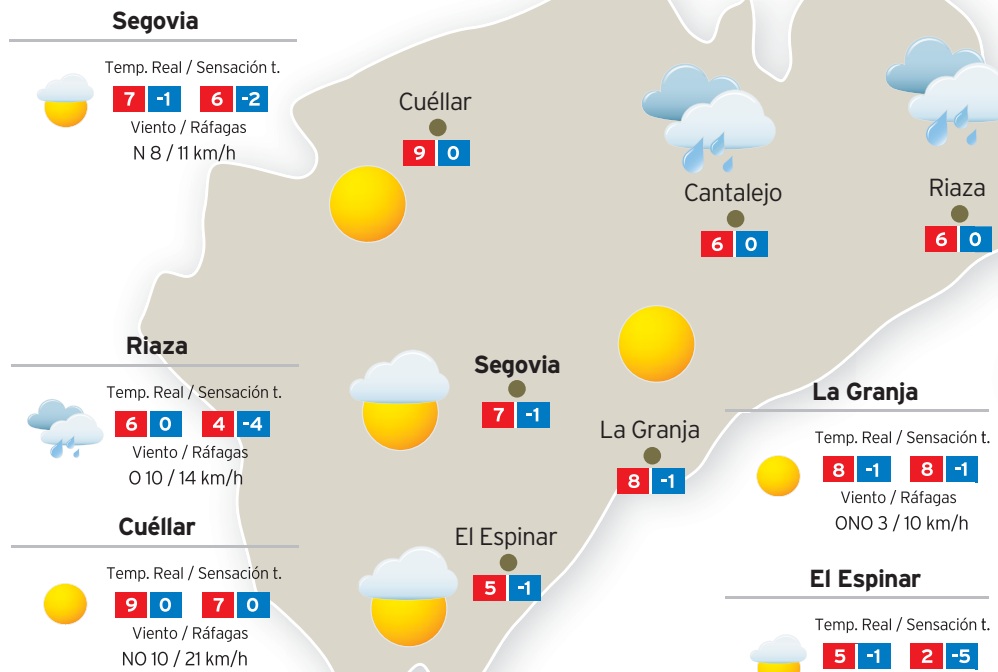 Segovia
Temp. Real / Sensación t.
7 -1 6 -2
Viento / Ráfagas
N 8 / 11 km/h
Cuéllar
9 0
Cantalejo
6 0
Riaza
6 0
Riaza
Temp. Real / Sensación t.
6 0 4 -4
Viento / Ráfagas
O 10 / 14 km/h
Segovia
7 -1
La Granja
8 -1
La Granja
Temp. Real / Sensación t.
8 -1 8 -1
Viento / Ráfagas
ONO 3 / 10 km/h
Cuéllar
Temp. Real / Sensación t.
9 0 7 0
Viento / Ráfagas
NO 10 / 21 km/h
El Espinar
5 -1
El Espinar
Temp. Real / Sensación t.
5 -1 2 -5